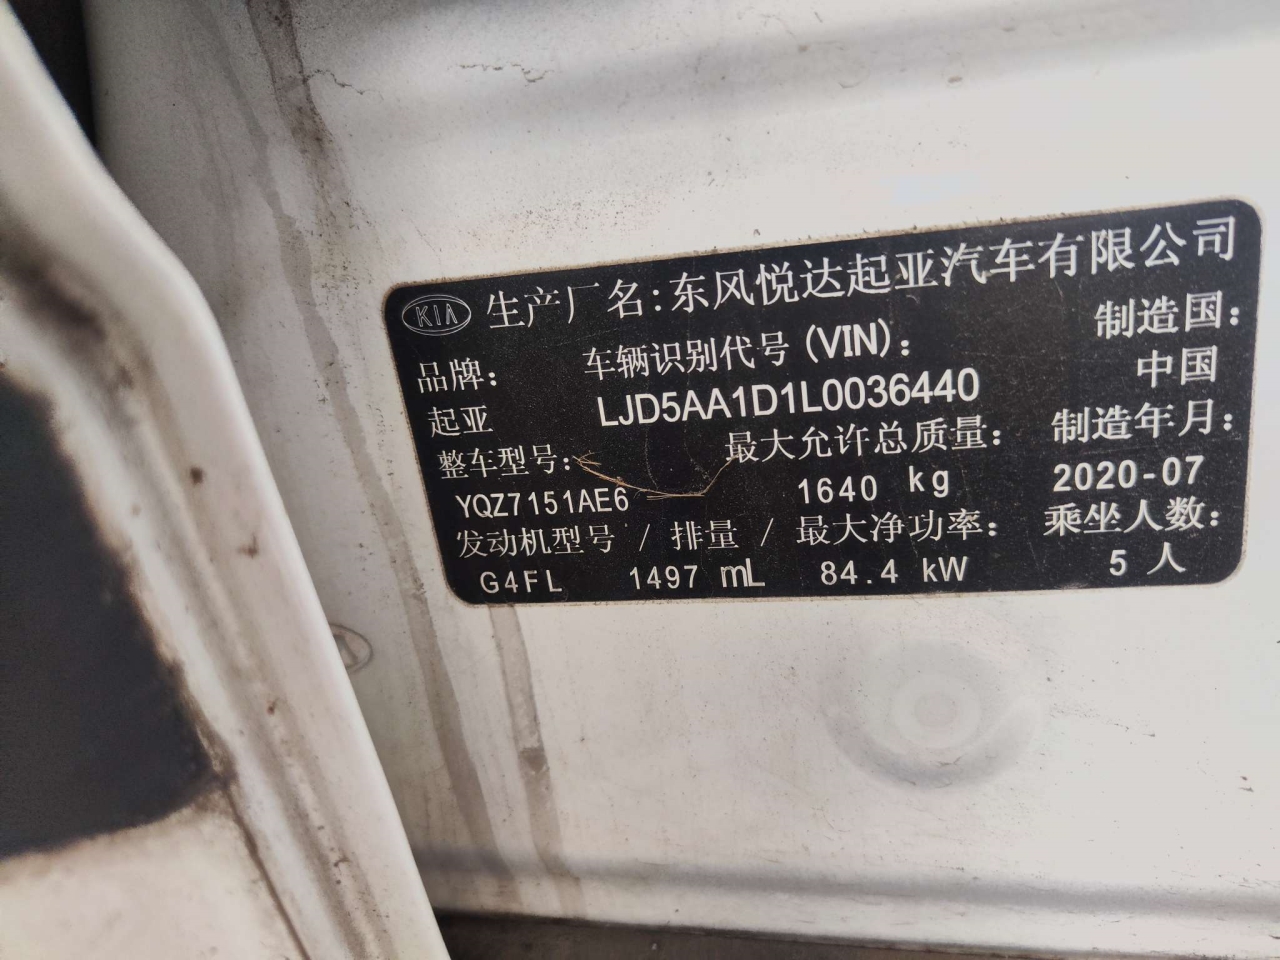 KIA 生产厂名:东风悦达起亚汽车有限公司
品牌: 车辆识别代号(VIN): 制造国:
起亚 LJD5AA1D1L0036440 中国
整车型号: 最大允许总质量: 制造年月:
YQZ7151AE6 1640 kg 2020-07
发动机型号 / 排量 / 最大净功率: 乘坐人数:
G4FL 1497 mL 84.4 kW 5 人